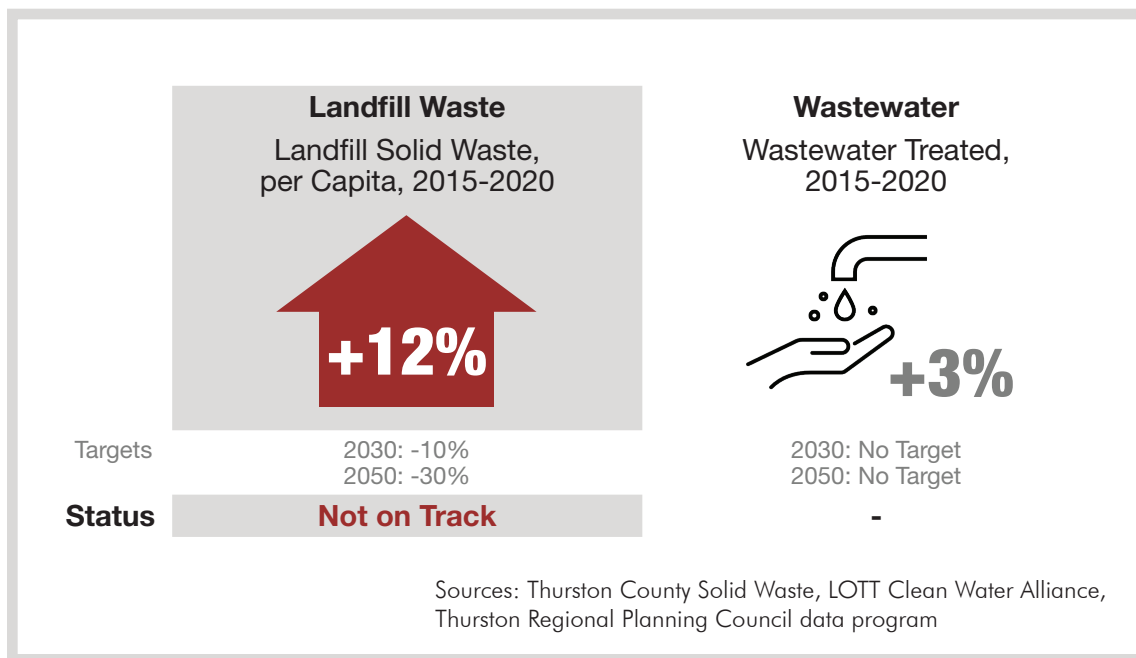 Landfill Waste
Landfill Solid Waste,
per Capita, 2015-2020
+12%
Wastewater
Wastewater Treated,
2015-2020
+3%
Targets
2030: -10%
2050: -30%
2030: No Target
2050: No Target
Status
Not on Track
-
Sources: Thurston County Solid Waste, LOTT Clean Water Alliance,
Thurston Regional Planning Council data program